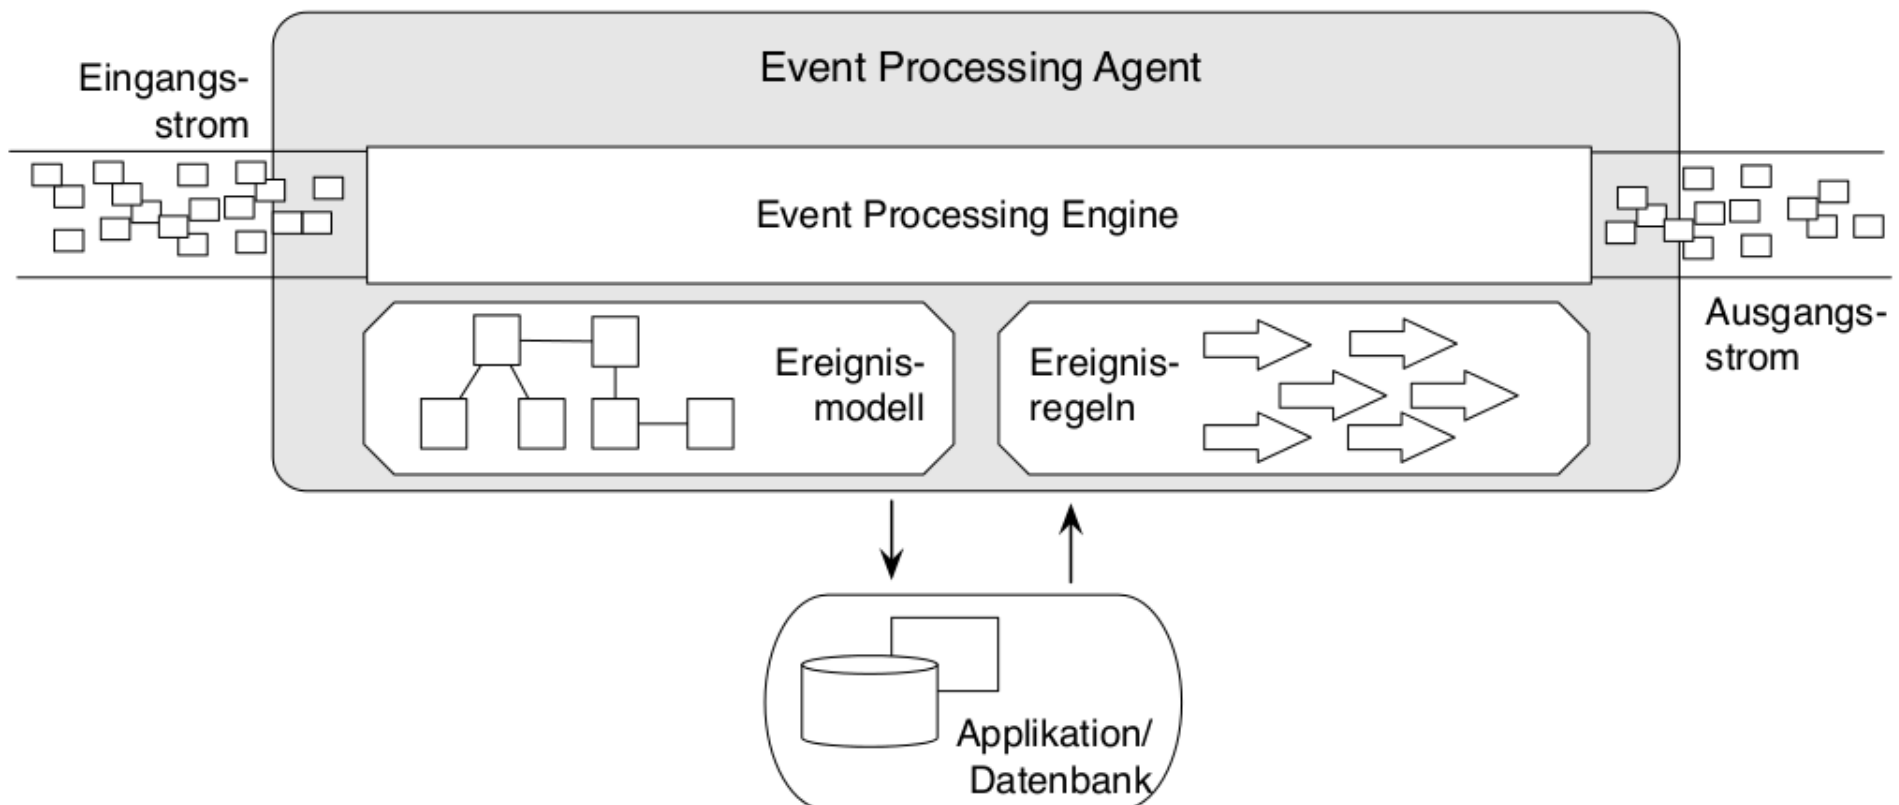 Event Processing Agent
Eingangs-
strom
Event Processing Engine
Ausgangs-
strom
Ereignis-
modell
Ereignis-
regeln
Applikation/
Datenbank